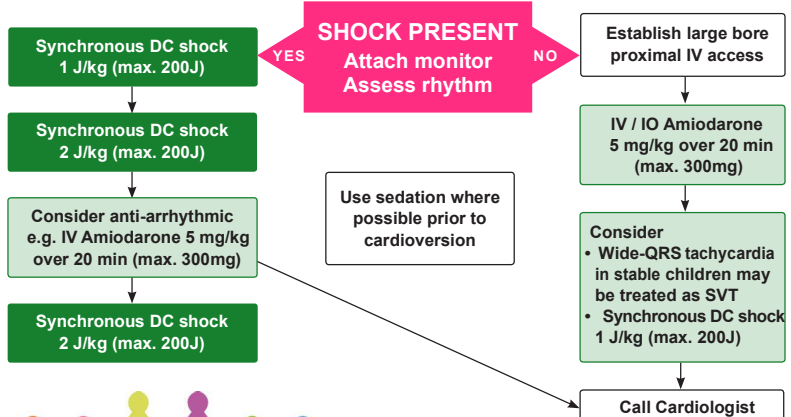 SHOCK PRESENT
Attach monitor
Assess rhythm
YES
NO
Synchronous DC shock
1 J/kg (max. 200J)
Synchronous DC shock
2 J/kg (max. 200J)
Consider anti-arrhythmic
e.g. IV Amiodarone 5 mg/kg
over 20 min (max. 300mg)
Synchronous DC shock
2 J/kg (max. 200J)
Use sedation where
possible prior to
cardioversion
Establish large bore
proximal IV access
IV / IO Amiodarone
5 mg/kg over 20 min
(max. 300mg)
Consider
• Wide-QRS tachycardia
in stable children may
be treated as SVT
• Synchronous DC shock
1 J/kg (max. 200J)
Call Cardiologist